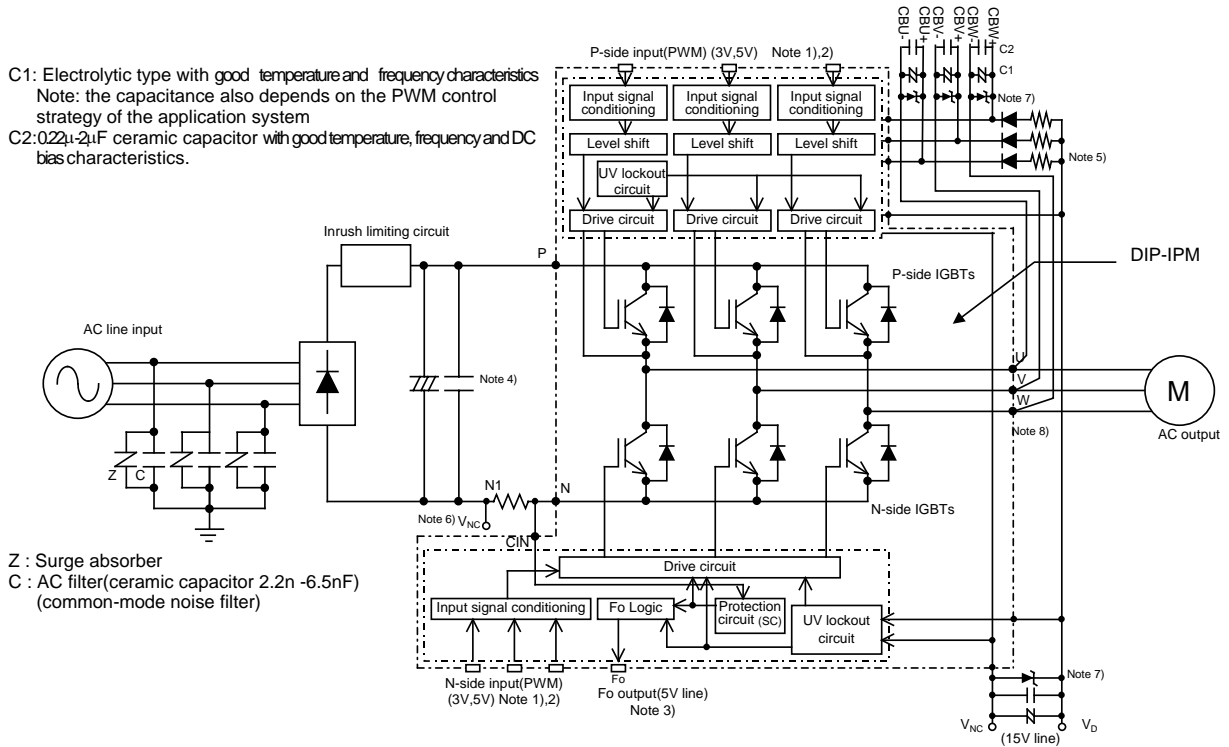 CBU-
CBU+
CBV-
CBV+
CBW-
CBW+
C2
C1
P-side input(PWM) (3V,5V) Note 1),2)
C1: Electrolytic type with good temperature and frequency characteristics
Note: the capacitance also depends on the PWM control
strategy of the application system
C2:0.22μ-2μF ceramic capacitor with good temperature, frequency and DC
bias characteristics.
Input signal
conditioning
Input signal
conditioning
Input signal
conditioning
Note 7)
Level shift
Level shift
Level shift
Note 5)
UV lockout
circuit
Drive circuit
Drive circuit
Drive circuit
Inrush limiting circuit
P
DIP-IPM
P-side IGBTs
AC line input
Note 4)
U
V
W
M
AC output
Note 8)
Z
C
N1
N
N-side IGBTs
Note 6)
VNC
CIN
Z : Surge absorber
C : AC filter(ceramic capacitor 2.2n -6.5nF)
(common-mode noise filter)
Drive circuit
Input signal conditioning
Fo Logic
Protection
circuit (SC)
UV lockout
circuit
N-side input(PWM)
(3V,5V) Note 1),2)
Fo
Fo output(5V line)
Note 3)
Note 7)
VNC
VD
(15V line)